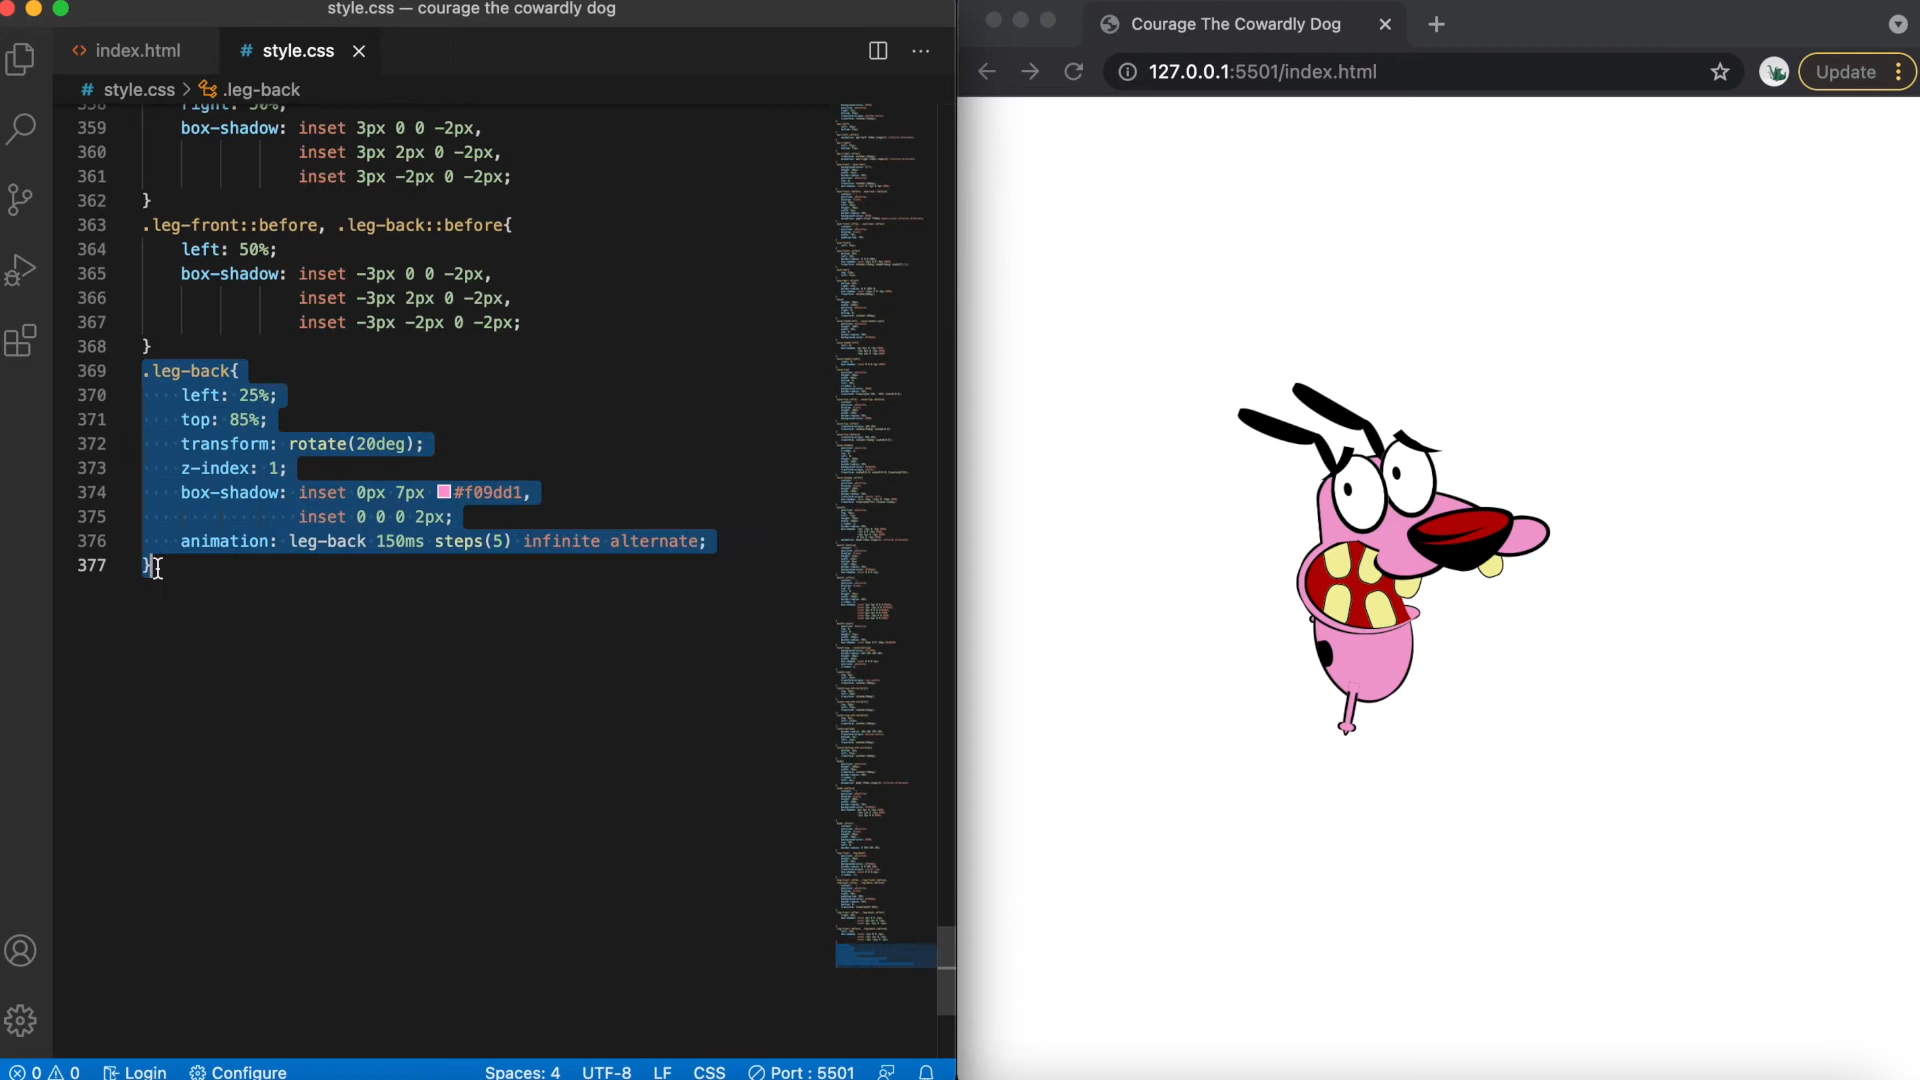 style.css — courage the cowardly dog
index.html
# style.css
# style.css > .leg-back
358
right: 50%;
359 box-shadow: inset 3px 0 0 -2px,
360 inset 3px 2px 0 -2px,
361 inset 3px -2px 0 -2px;
362 }
363 .leg-front::before, .leg-back::before{
364 left: 50%;
365 box-shadow: inset -3px 0 0 -2px,
366 inset -3px 2px 0 -2px,
367 inset -3px -2px 0 -2px;
368 }
369 .leg-back{
370 left: 25%;
371 top: 85%;
372 transform: rotate(20deg);
373 z-index: 1;
374 box-shadow: inset 0px 7px #f09dd1,
375 inset 0 0 0 2px;
376 animation: leg-back 150ms steps(5) infinite alternate;
377 }
0 0 Login Configure Spaces: 4 UTF-8 LF CSS Port : 5501
Courage The Cowardly Dog
127.0.0.1:5501/index.html
Update